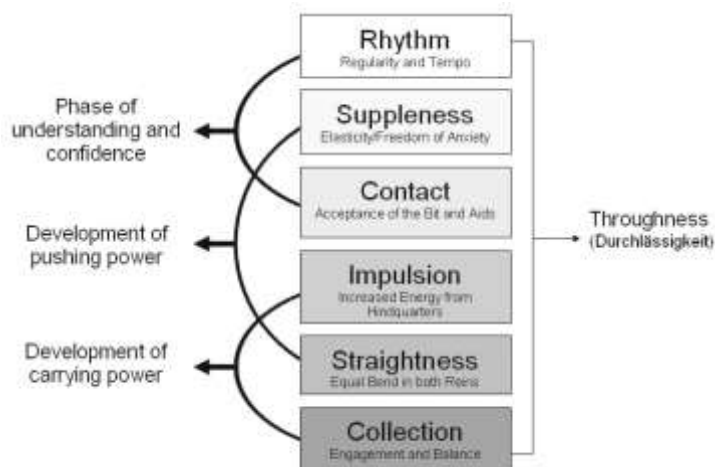 Rhythm
Regularity and Tempo
Suppleness
Elasticity/Freedom of Anxiety
Contact
Acceptance of the Bit and Aids
Impulsion
Increased Energy from
Hindquarters
Straightness
Equal Bend in both Reins
Collection
Engagement and Balance
Phase of
understanding and
confidence
Development of
pushing power
Development of
carrying power
Throughness
(Durchlässigkeit)